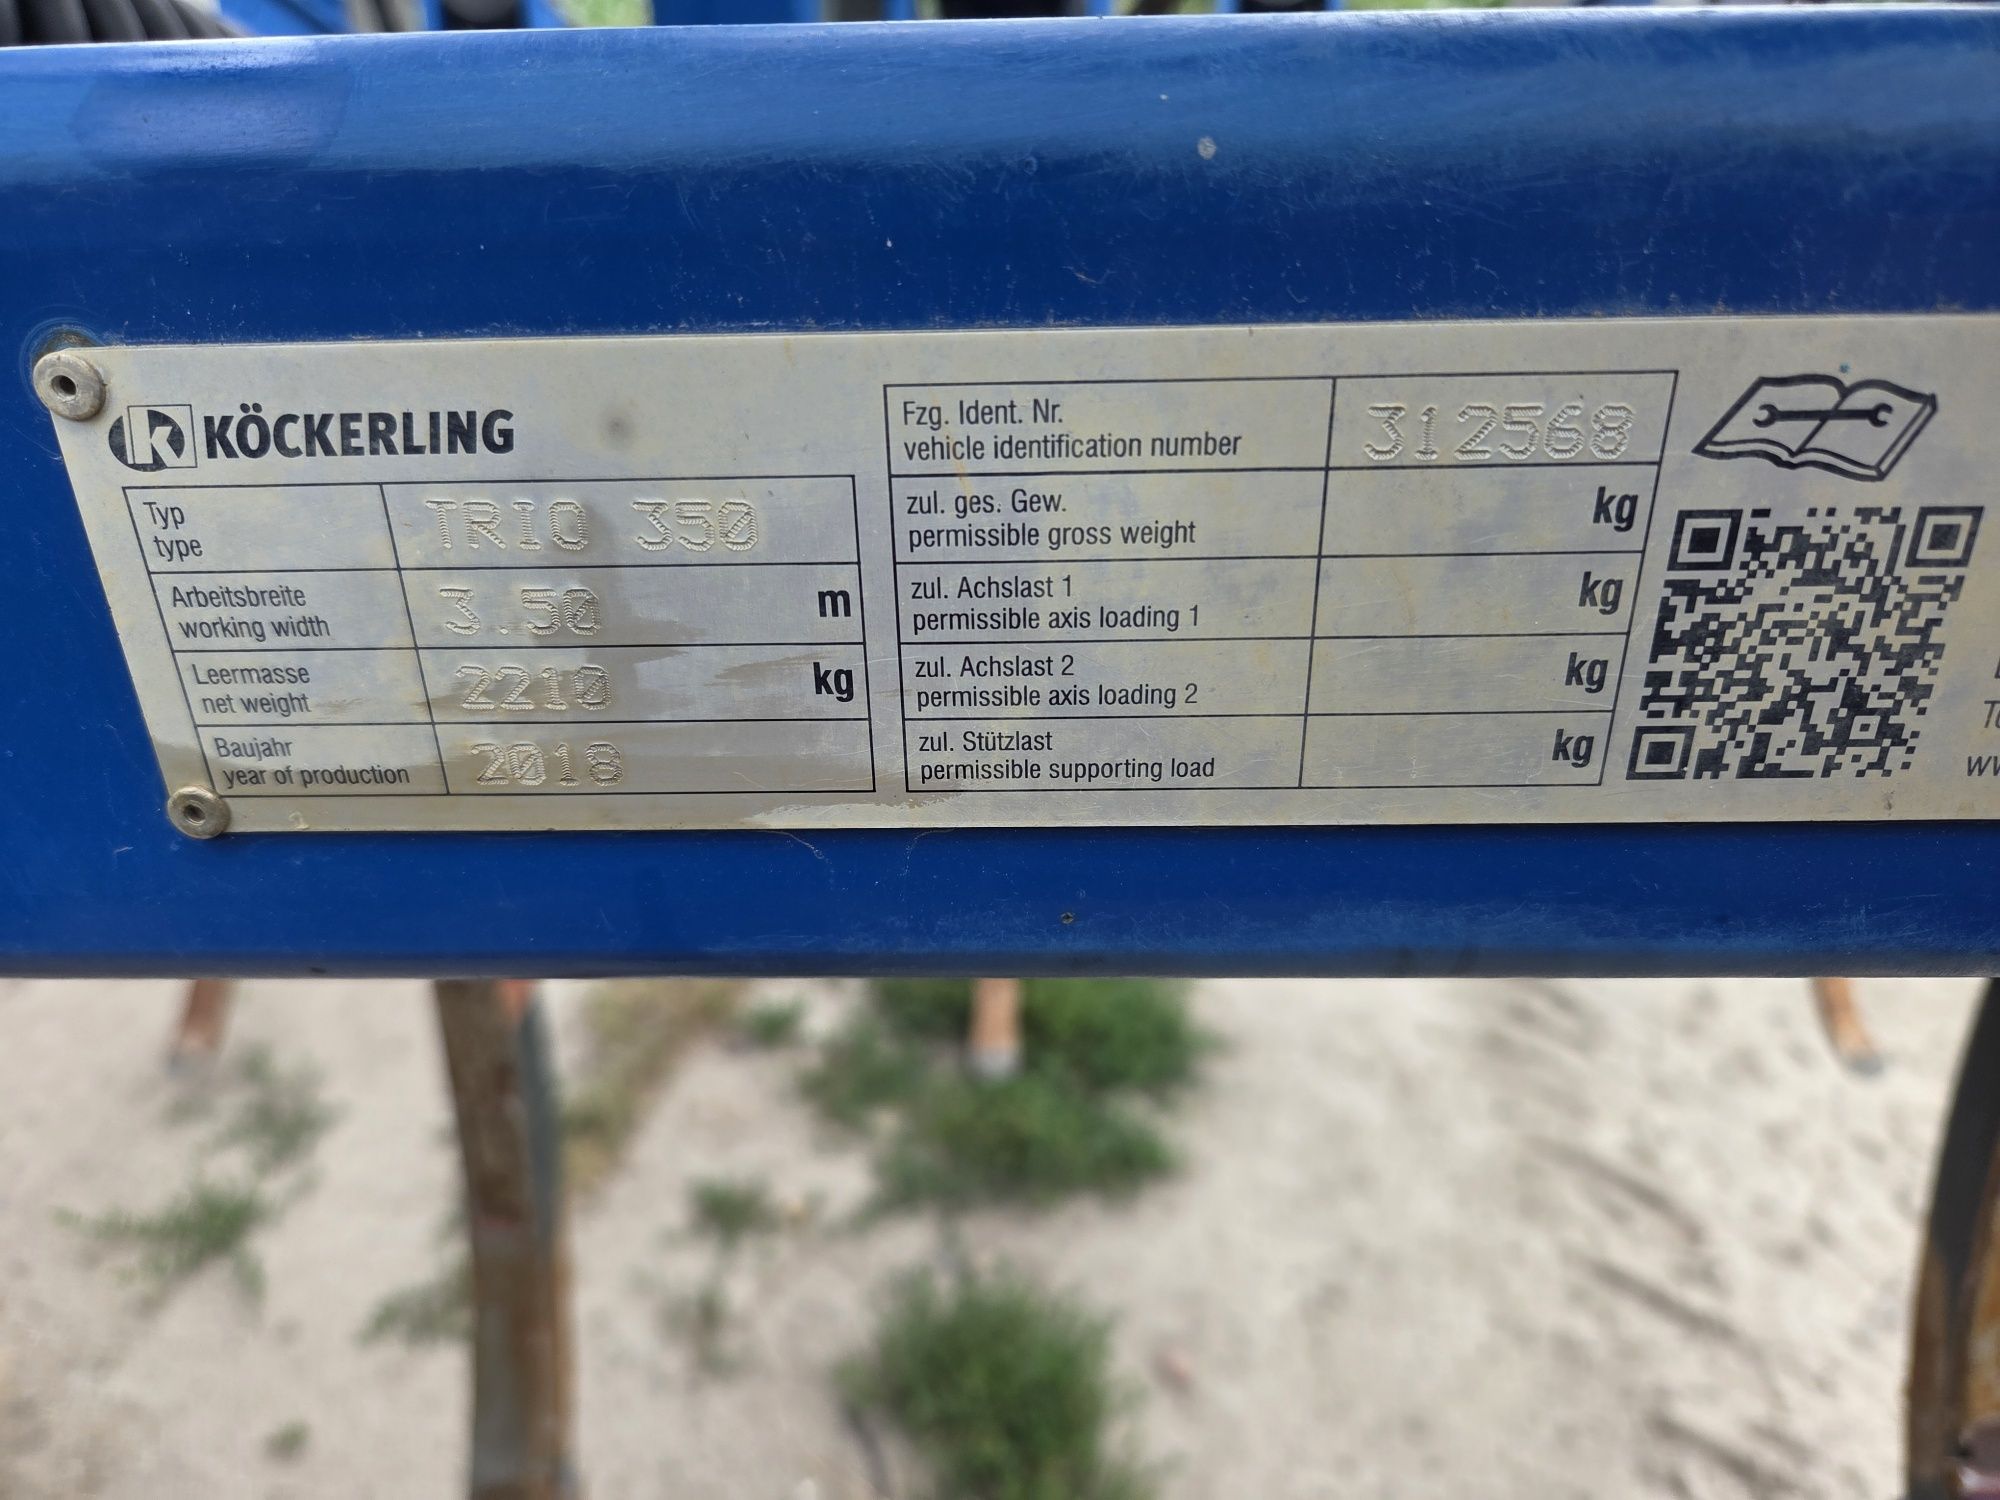 KÖCKERLING
Typ
type
TRIO 350
Arbeitsbreite
working width
3.50 m
Leermasse
net weight
2210 kg
Baujahr
year of production
2018
Fzg. Ident. Nr.
vehicle identification number
312568
zul. ges. Gew.
permissible gross weight
kg
zul. Achslast 1
permissible axis loading 1
kg
zul. Achslast 2
permissible axis loading 2
kg
zul. Stützlast
permissible supporting load
kg